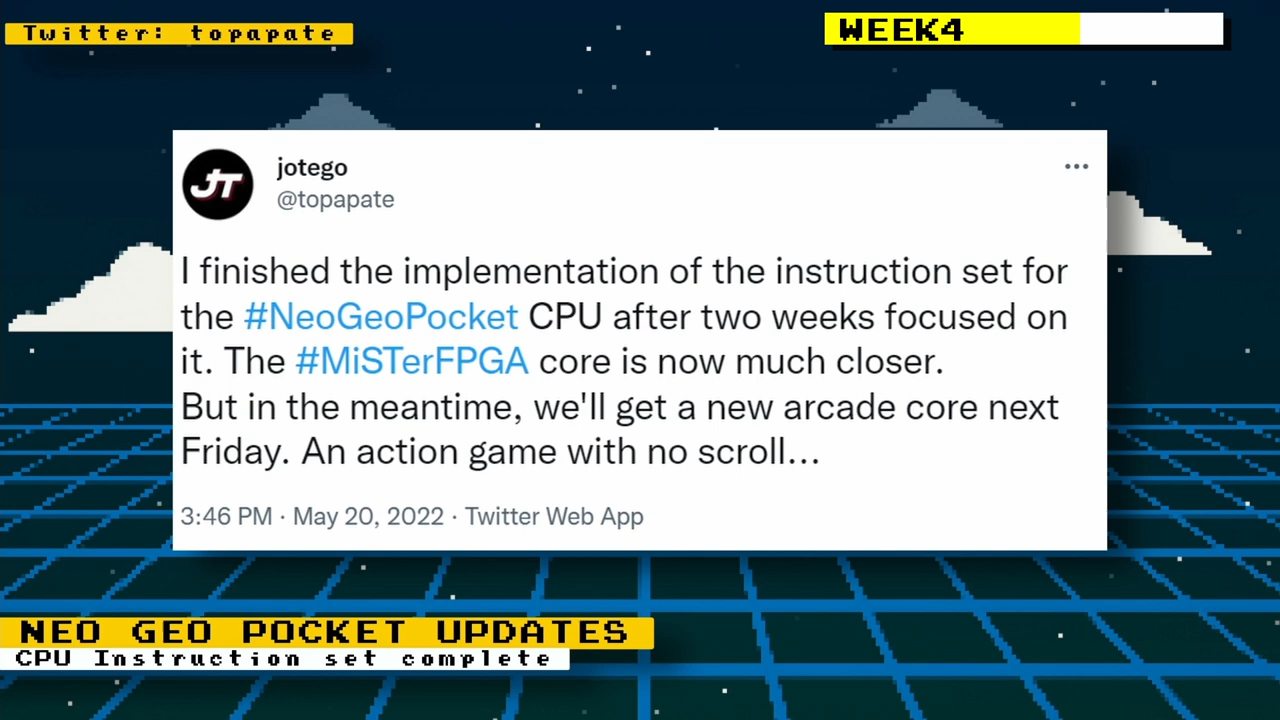 Twitter: topapate
WEEK4
JT
jotego
@topapate
I finished the implementation of the instruction set for
the #NeoGeoPocket CPU after two weeks focused on
it. The #MiSTerFPGA core is now much closer.
But in the meantime, we'll get a new arcade core next
Friday. An action game with no scroll...
3:46 PM · May 20, 2022 · Twitter Web App
NEO GEO POCKET UPDATES
CPU Instruction set complete